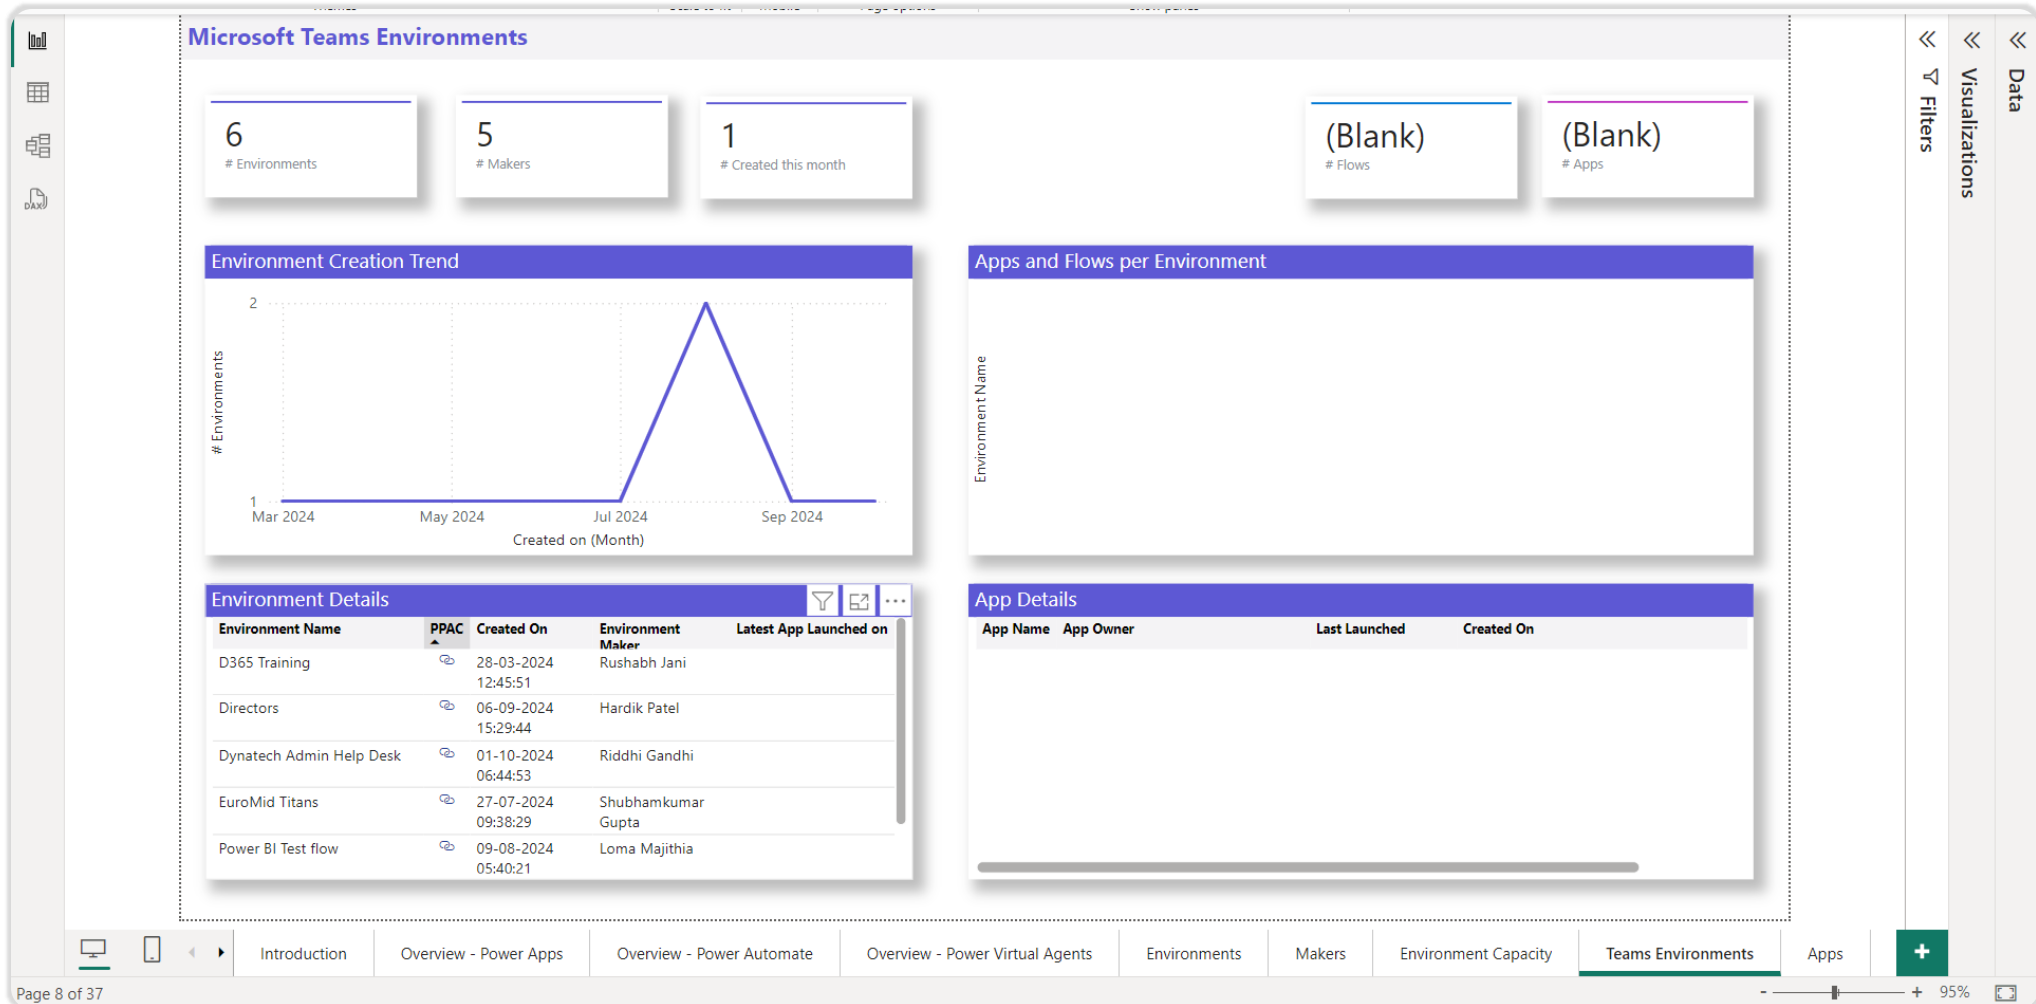 Microsoft Teams Environments
6
# Environments
5
# Makers
1
# Created this month
(Blank)
# Flows
(Blank)
# Apps
Filters
Visualizations
Data
DAX
Environment Creation Trend
2
1
# Environments
Mar 2024
May 2024
Jul 2024
Sep 2024
Created on (Month)
Apps and Flows per Environment
Environment Name
Environment Details
Environment Name PPAC Created On Environment Maker Latest App Launched on
D365 Training 28-03-2024 12:45:51 Rushabh Jani
Directors 06-09-2024 15:29:44 Hardik Patel
Dynatech Admin Help Desk 01-10-2024 06:44:53 Riddhi Gandhi
EuroMid Titans 27-07-2024 09:38:29 Shubhamkumar Gupta
Power BI Test flow 09-08-2024 05:40:21 Loma Majithia
App Details
App Name App Owner Last Launched Created On
Introduction
Overview - Power Apps
Overview - Power Automate
Overview - Power Virtual Agents
Environments
Makers
Environment Capacity
Teams Environments
Apps
+
Page 8 of 37
- + 95%